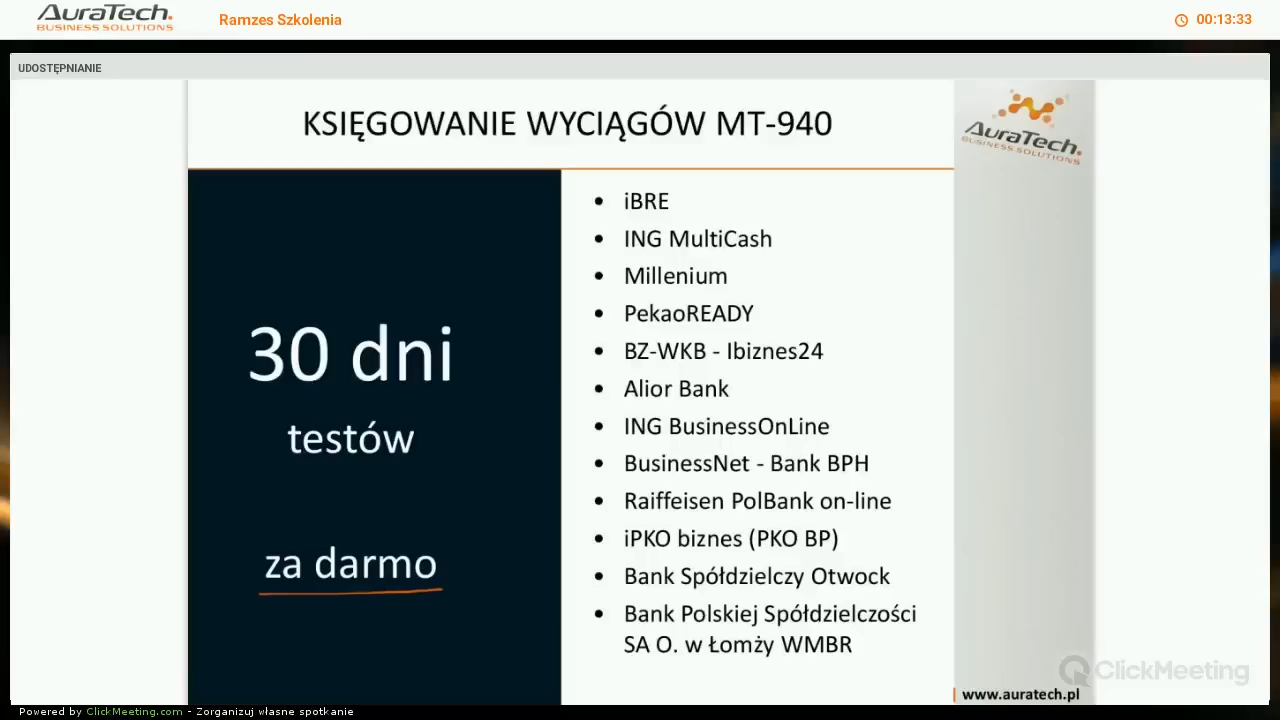 AuraTech.
BUSINESS SOLUTIONS
Ramzes Szkolenia
00:13:33
UDOSTĘPNIANIE
KSIĘGOWANIE WYCIĄGÓW MT-940
AuraTech.
BUSINESS SOLUTIONS
30 dni
testów
za darmo
• iBRE
• ING MultiCash
• Millenium
• PekaoREADY
• BZ-WKB - Ibiznes24
• Alior Bank
• ING BusinessOnLine
• BusinessNet - Bank BPH
• Raiffeisen PolBank on-line
• iPKO biznes (PKO BP)
• Bank Spółdzielczy Otwock
• Bank Polskiej Spółdzielczości
SA O. w Łomży WMBR
ClickMeeting
www.auratech.pl
Powered by ClickMeeting.com - Zorganizuj własne spotkanie